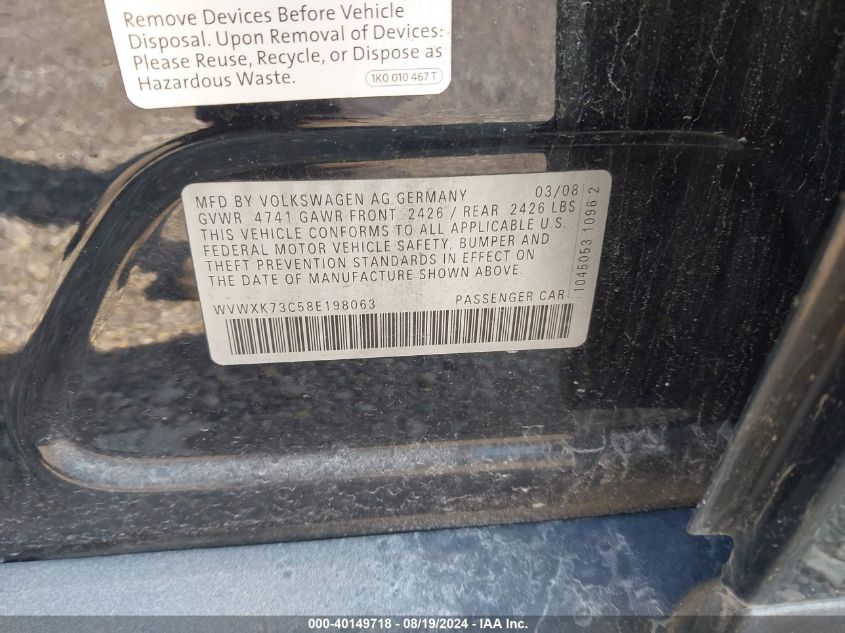 Remove Devices Before Vehicle
Disposal. Upon Removal of Devices:
Please Reuse, Recycle, or Dispose as
Hazardous Waste.
1K0 010 467 T
MFD BY VOLKSWAGEN AG GERMANY 03/08
GVWR 4741 GAWR FRONT 2426 / REAR 2426 LBS
THIS VEHICLE CONFORMS TO ALL APPLICABLE U.S.
FEDERAL MOTOR VEHICLE SAFETY, BUMPER AND
THEFT PREVENTION STANDARDS IN EFFECT ON
THE DATE OF MANUFACTURE SHOWN ABOVE.
WVWXK73C58E198063 PASSENGER CAR
1045053 1096 2
000-40149718 - 08/19/2024 - IAAI Inc.